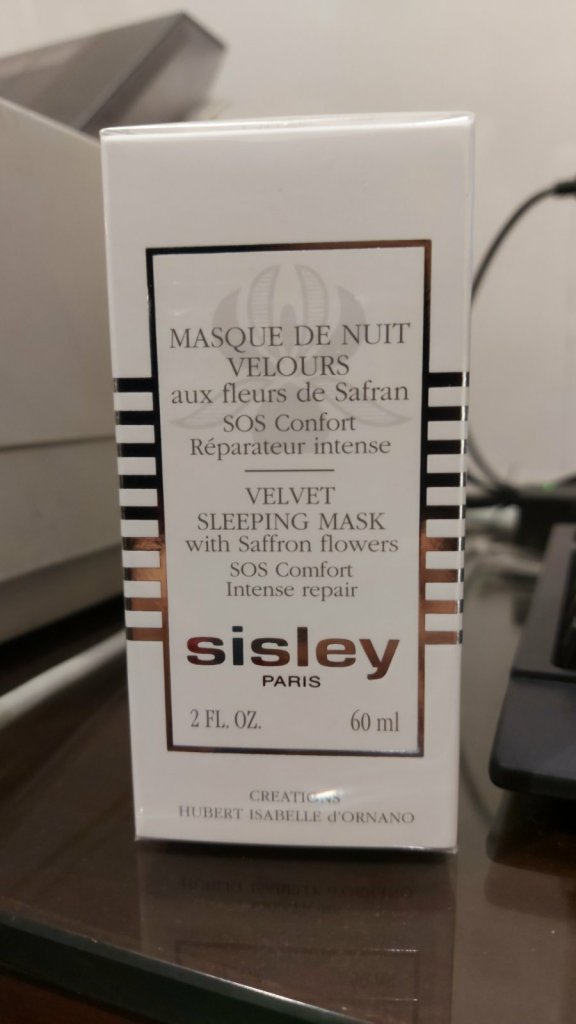 MASQUE DE NUIT
VELOURS
aux fleurs de Safran
SOS Confort
Réparateur intense
VELVET
SLEEPING MASK
with Saffron flowers
SOS Comfort
Intense repair
sisley
PARIS
2 FL. OZ. 60 ml
CREATIONS
HUBERT ISABELLE d'ORNANO